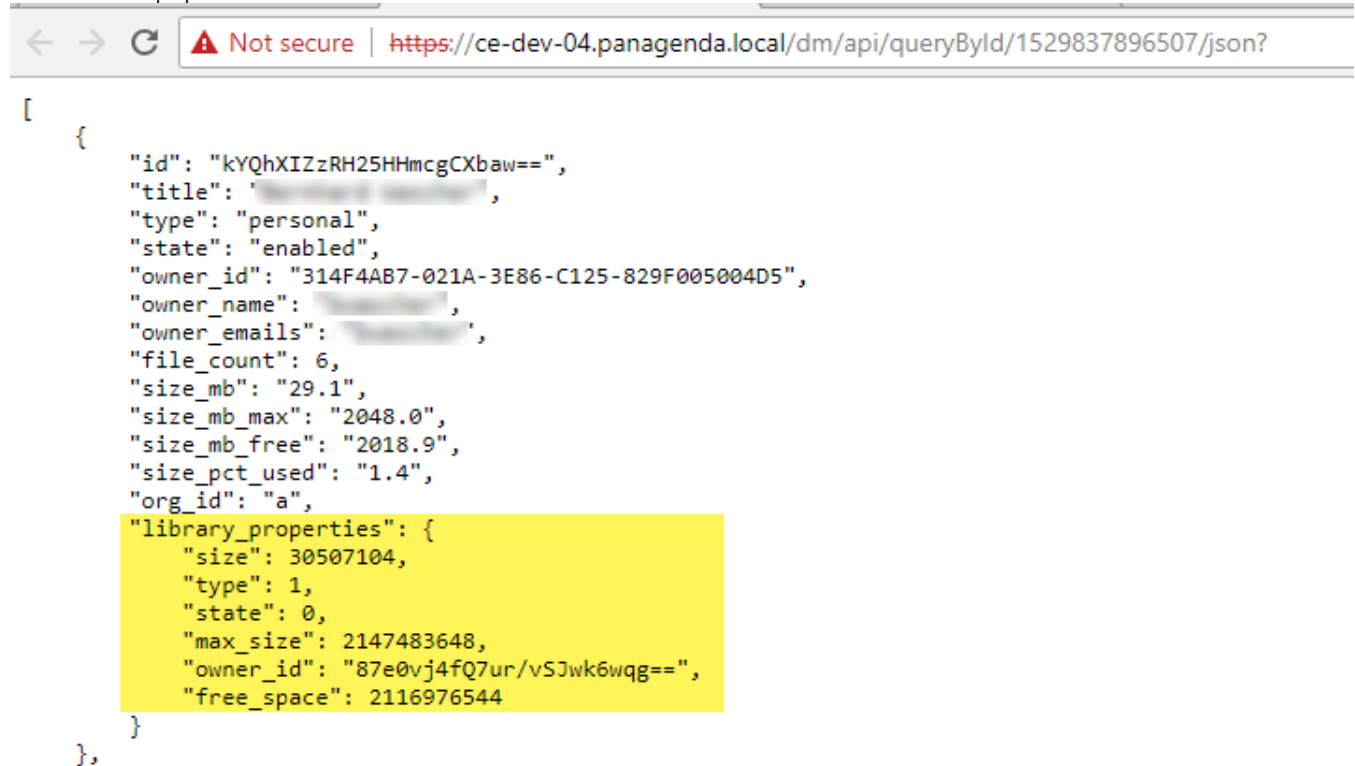 Not secure | https://ce-dev-04.panagenda.local/dm/api/queryById/1529837896507/json?
[
{
"id": "kYQhXIZzRH25HHmcgCXbaw==",
"title": "",
"type": "personal",
"state": "enabled",
"owner_id": "314F4AB7-021A-3E86-C125-829F005004D5",
"owner_name": "",
"owner_emails": "",
"file_count": 6,
"size_mb": "29.1",
"size_mb_max": "2048.0",
"size_mb_free": "2018.9",
"size_pct_used": "1.4",
"org_id": "a",
"library_properties": {
"size": 30507104,
"type": 1,
"state": 0,
"max_size": 2147483648,
"owner_id": "87e0vj4fQ7ur/vSJwk6wqg==",
"free_space": 2116976544
}
},